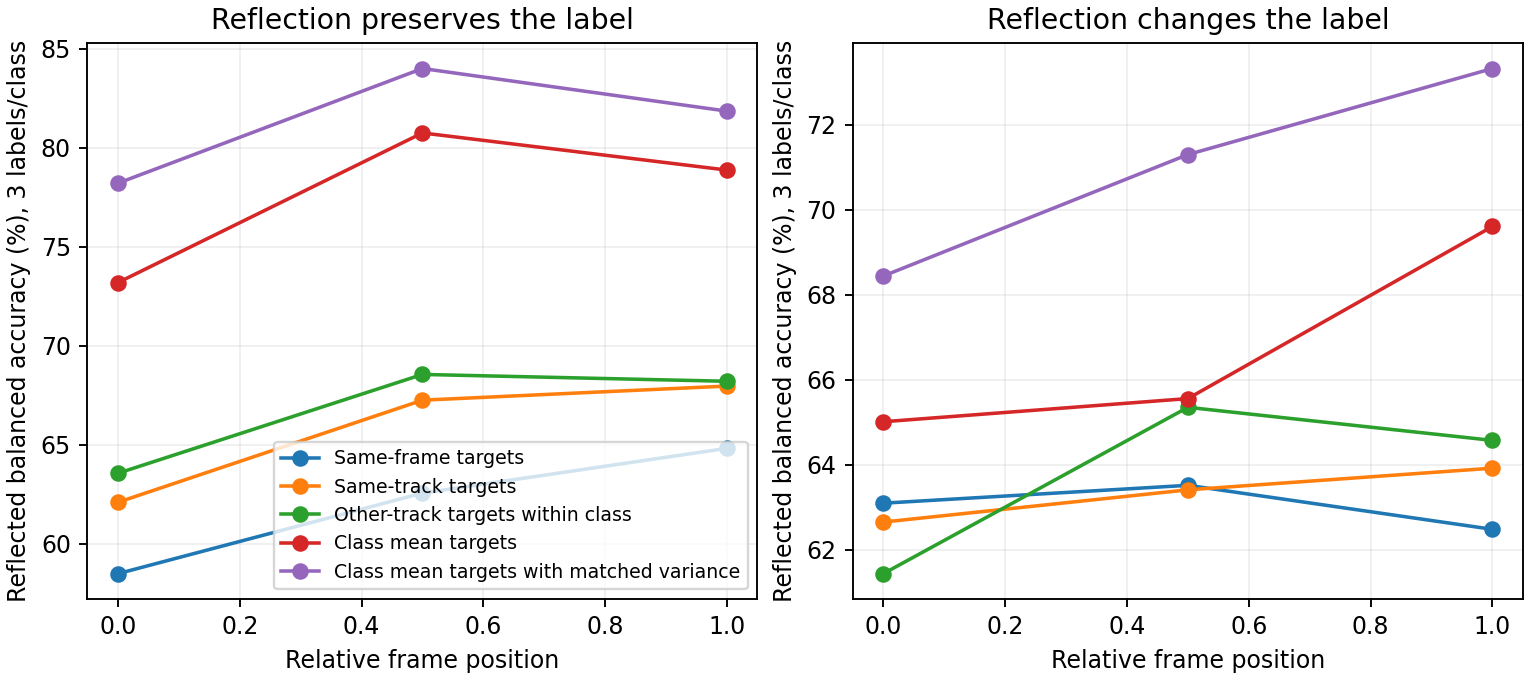 Reflection preserves the label
Reflected balanced accuracy (%), 3 labels/class
85
80
75
70
65
60
Same-frame targets
Same-track targets
Other-track targets within class
Class mean targets
Class mean targets with matched variance
0.0 0.2 0.4 0.6 0.8 1.0
Relative frame position
Reflection changes the label
Reflected balanced accuracy (%), 3 labels/class
72
70
68
66
64
62
0.0 0.2 0.4 0.6 0.8 1.0
Relative frame position